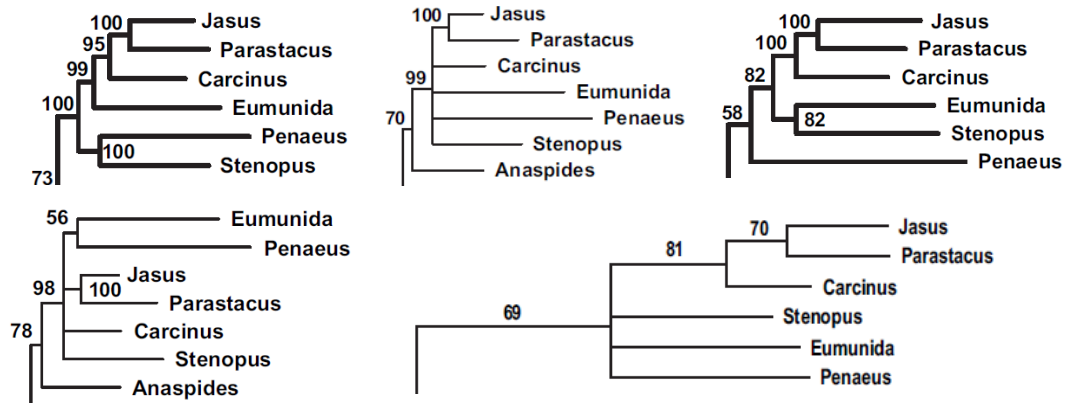 100 Jasus
95 Parastacus
99 Carcinus
100 Eumunida
Penaeus
100
73 Stenopus
100 Jasus
Parastacus
99 Carcinus
Eumunida
70 Penaeus
Stenopus
Anaspides
100 Jasus
100 Parastacus
82 Carcinus
58 Eumunida
82 Stenopus
Penaeus
56 Eumunida
Penaeus
Jasus
98 100
Parastacus
78 Carcinus
Stenopus
Anaspides
70 Jasus
81 Parastacus
Carcinus
69 Stenopus
Eumunida
Penaeus